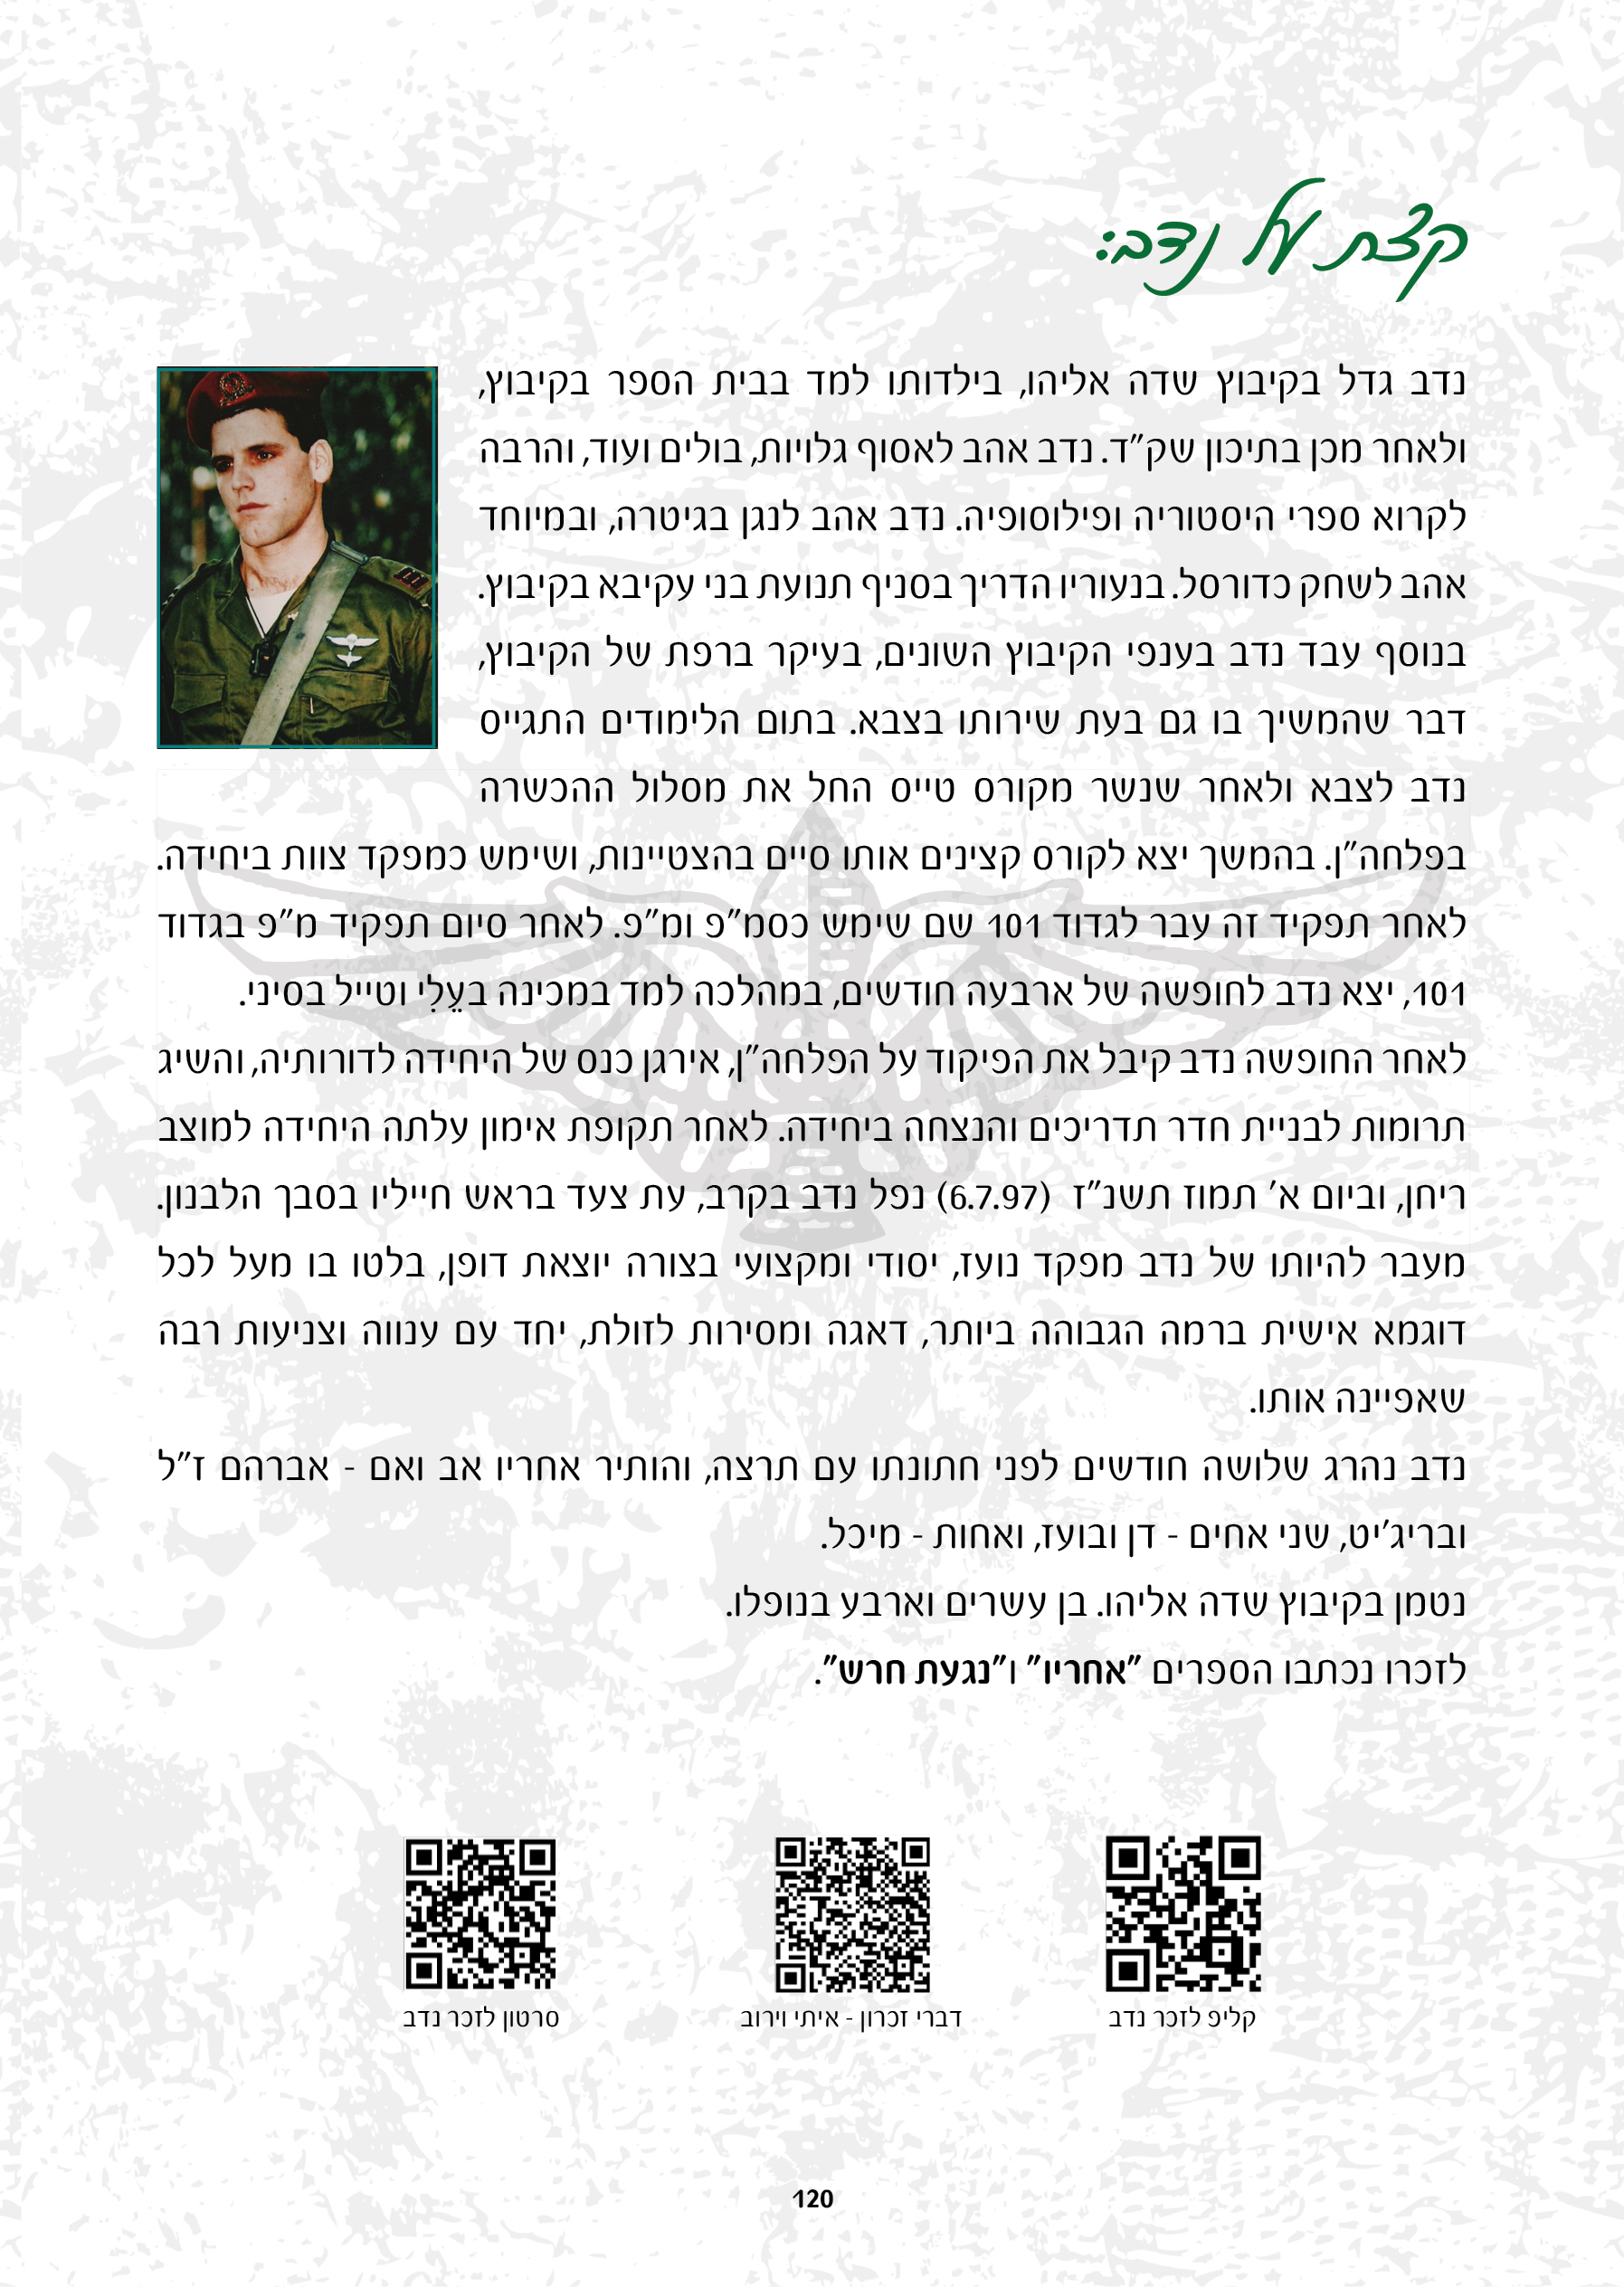 קצת על נדב:
נדב גדל בקיבוץ שדה אליהו, בילדותו למד בבית הספר בקיבוץ,
ולאחר מכן בתיכון שק"ד. נדב אהב לאסוף גלויות, בולים ועוד, והרבה
לקרוא ספרי היסטוריה ופילוסופיה. נדב אהב לנגן בגיטרה, ובמיוחד
אהב לשחק כדורסל. בנעוריו הדריך בסניף תנועת בני עקיבא בקיבוץ.
בנוסף עבד נדב בענפי הקיבוץ השונים, בעיקר ברפת של הקיבוץ,
דבר שהמשיך בו גם בעת שירותו בצבא. בתום הלימודים התגייס
נדב לצבא ולאחר שנשר מקורס טייס החל את מסלול ההכשרה
בפלחה"ן. בהמשך יצא לקורס קצינים אותו סיים בהצטיינות, ושימש כמפקד צוות ביחידה.
לאחר תפקיד זה עבר לגדוד 101 שם שימש כסמ"פ ומ"פ. לאחר סיום תפקיד מ"פ בגדוד
101, יצא נדב לחופשה של ארבעה חודשים, במהלכה למד במכינה בעֵלִי וטייל בסיני.
לאחר החופשה נדב קיבל את הפיקוד על הפלחה"ן, אירגן כנס של היחידה לדורותיה, והשיג
תרומות לבניית חדר תדריכים והנצחה ביחידה. לאחר תקופת אימון עלתה היחידה למוצב
ריחן, וביום א' תמוז תשנ"ז (6.7.97) נפל נדב בקרב, עת צעד בראש חייליו בסבך הלבנון.
מעבר להיותו של נדב מפקד נועז, יסודי ומקצועי בצורה יוצאת דופן, בלטו בו מעל לכל
דוגמא אישית ברמה הגבוהה ביותר, דאגה ומסירות לזולת, יחד עם ענווה וצניעות רבה
שאפיינה אותו.
נדב נהרג שלושה חודשים לפני חתונתו עם תרצה, והותיר אחריו אב ואם - אברהם ז"ל
ובריג'יט, שני אחים - דן ובועז, ואחות - מיכל.
נטמן בקיבוץ שדה אליהו. בן עשרים וארבע בנופלו.
לזכרו נכתבו הספרים "אחריו" ו"נגעת חרש".
קליפ לזכר נדב
דברי זכרון - איתי וירוב
סרטון לזכר נדב
120